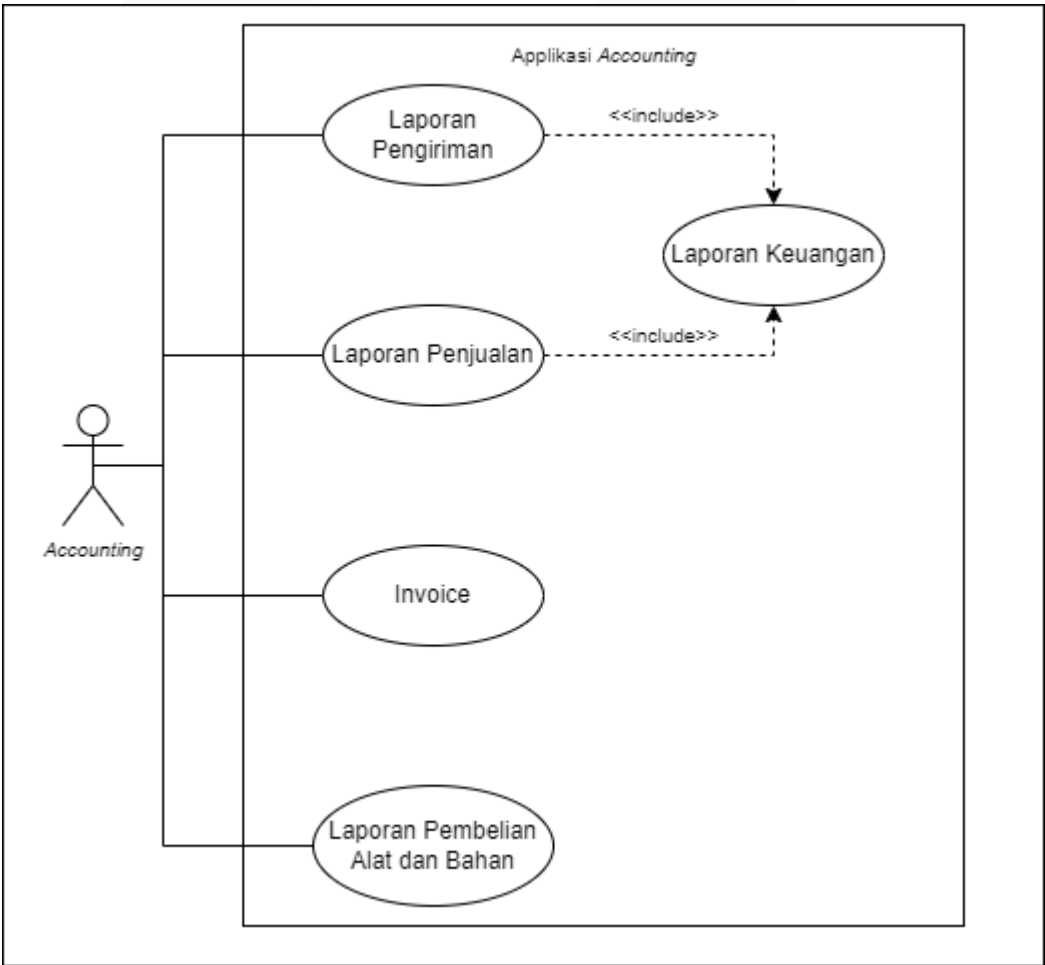 Applikasi Accounting
Laporan
Pengiriman
<<include>>
Laporan Keuangan
Laporan Penjualan
<<include>>
Accounting
Invoice
Laporan Pembelian
Alat dan Bahan